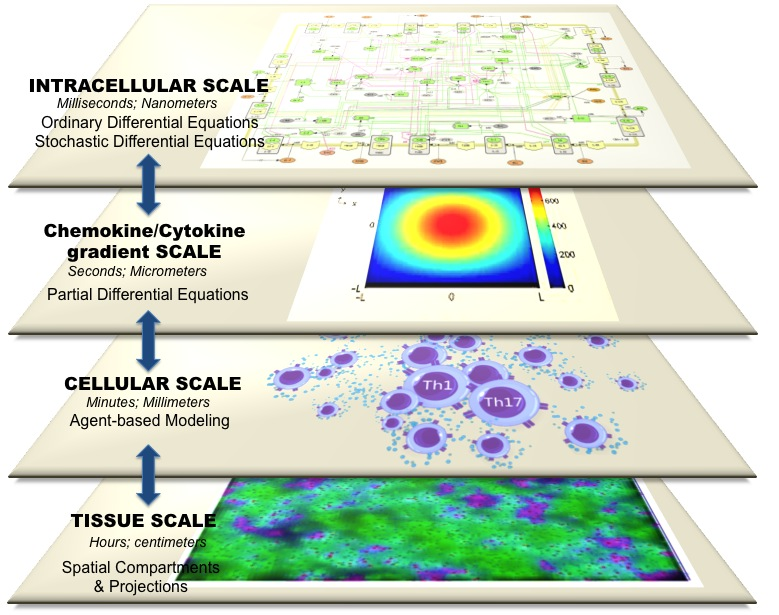 INTRACELLULAR SCALE
Milliseconds; Nanometers
Ordinary Differential Equations
Stochastic Differential Equations
Chemokine/Cytokine
gradient SCALE
Seconds; Micrometers
Partial Differential Equations
y
x
0
-L
-L
0
L
600
400
200
0
CELLULAR SCALE
Minutes; Millimeters
Agent-based Modeling
Th1
Th17
TISSUE SCALE
Hours; centimeters
Spatial Compartments
& Projections